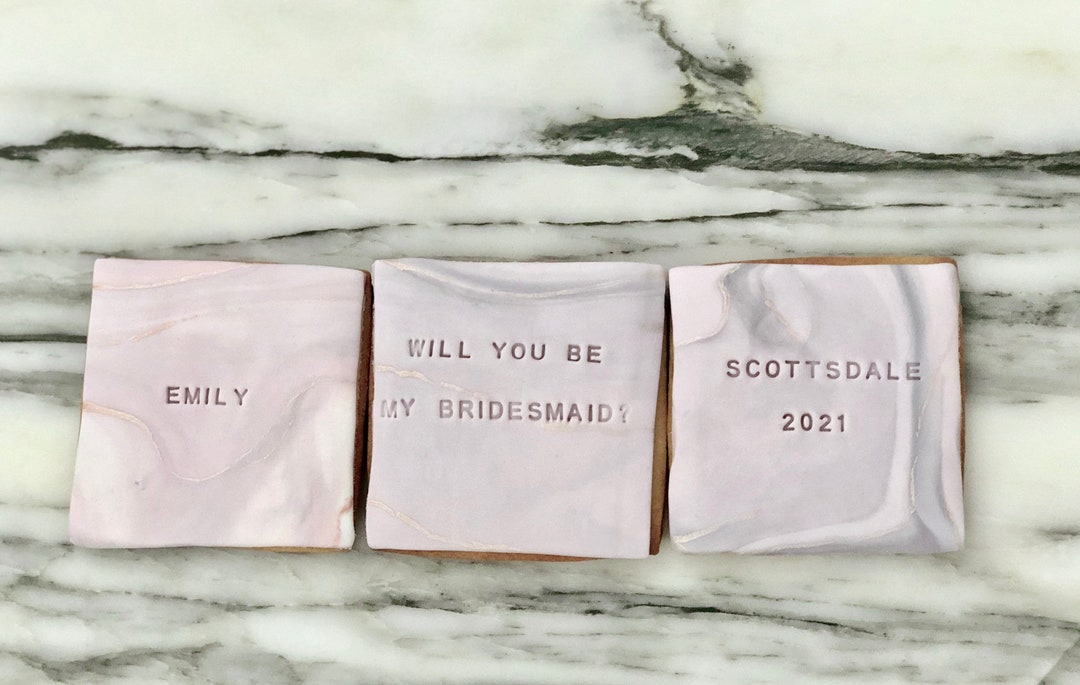 EMILY
WILL YOU BE
MY BRIDESMAID?
SCOTTSDALE
2021